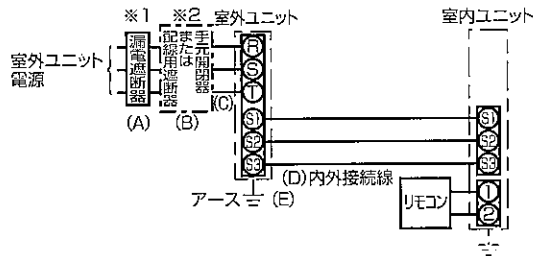 ※1
※2
室外ユニット
室内ユニット
室外ユニット
電源
漏電遮断器
配線用遮断器
または
手元開閉器
(A)
(B)
(C)
R
S
T
S1
S2
S3
S1
S2
S3
(D)内外接続線
アース
(E)
リモコン
1
2